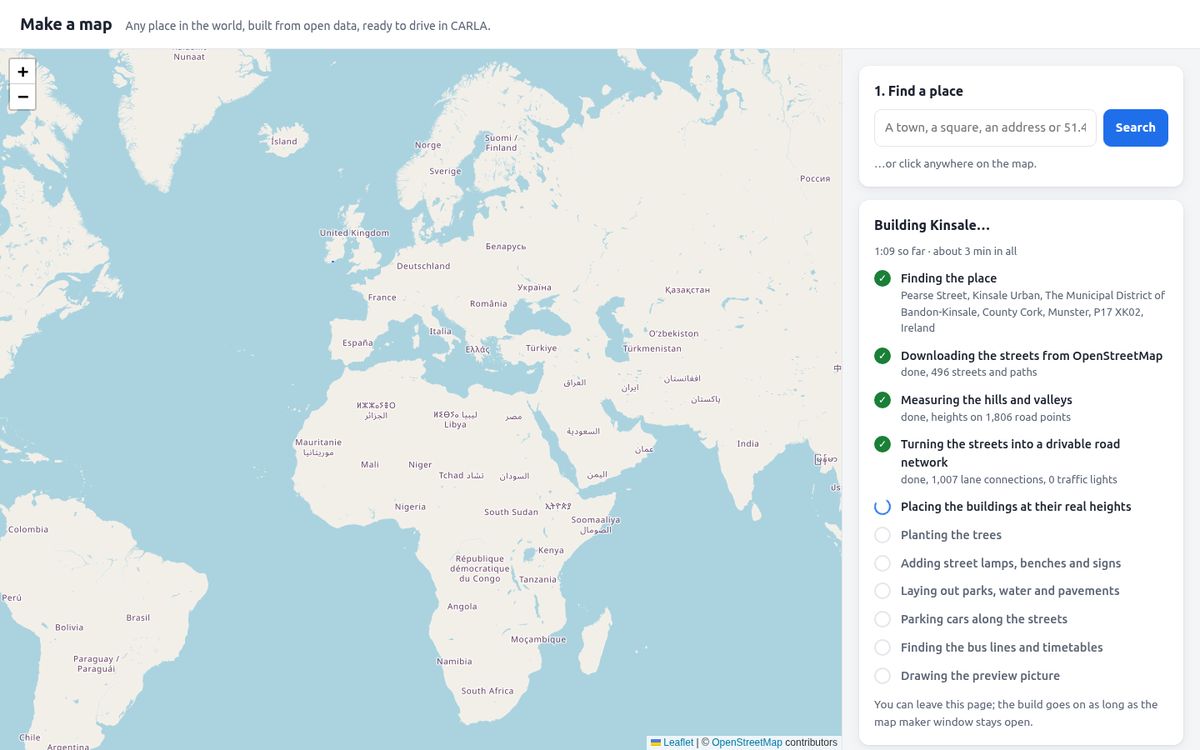 Make a map
Any place in the world, built from open data, ready to drive in CARLA.
+
−
Nunaat
Ísland
Norge
Suomi /
Finland
Sverige
Россия
United Kingdom
Беларусь
Deutschland
Україна
Қазақстан
France
România
Italia
Oʻzbekiston
España
Ελλάς
Türkiye
Türkmenistan
العراق
ایران
افغانستان
پاکستان
الجزائر
ليبيا
Libya
مصر
السعودية
عمان
India
Mauritanie
موريتانيا
Mali
Niger
Tchad تشاد
السودان
اليمن
Nigeria
South Sudan
ኢትዮጵያ
Soomaaliya
الصومال
Colombia
Kenya
République
démocratique
du Congo
Tanzania
Perú
Angola
Brasil
Bolivia
Moçambique
Paraguay /
Paraguái
Namibia
South Africa
Chile
Argentina
Leaflet | © OpenStreetMap contributors
1. Find a place
A town, a square, an address or 51.4
Search
…or click anywhere on the map.
Building Kinsale…
1:09 so far · about 3 min in all
Finding the place
Pearse Street, Kinsale Urban, The Municipal District of
Bandon-Kinsale, County Cork, Munster, P17 XK02,
Ireland
Downloading the streets from OpenStreetMap
done, 496 streets and paths
Measuring the hills and valleys
done, heights on 1,806 road points
Turning the streets into a drivable road
network
done, 1,007 lane connections, 0 traffic lights
Placing the buildings at their real heights
Planting the trees
Adding street lamps, benches and signs
Laying out parks, water and pavements
Parking cars along the streets
Finding the bus lines and timetables
Drawing the preview picture
You can leave this page; the build goes on as long as the
map maker window stays open.